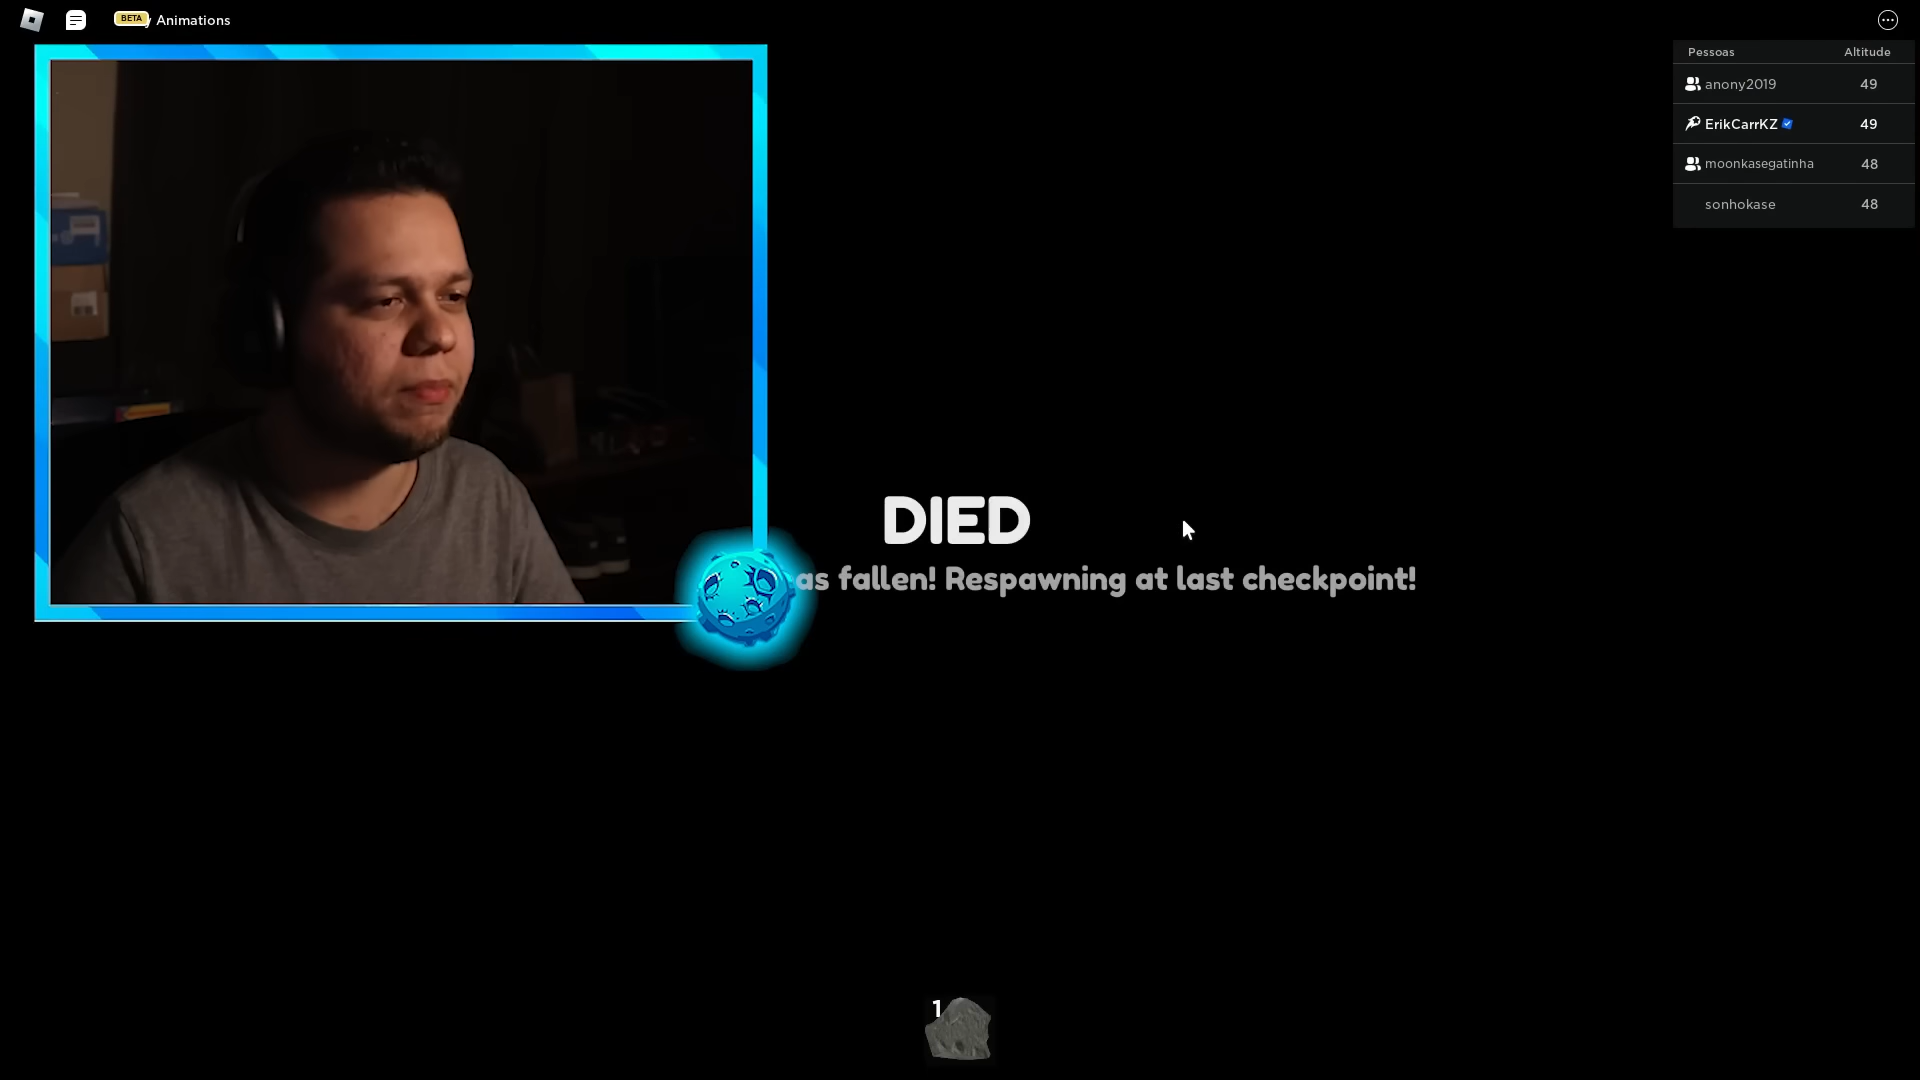 BETA
Animations
Pessoas Altitude
anony2019 49
ErikCarrKZ 49
moonkasegatinha 48
sonhokase 48
DIED
as fallen! Respawning at last checkpoint!
1